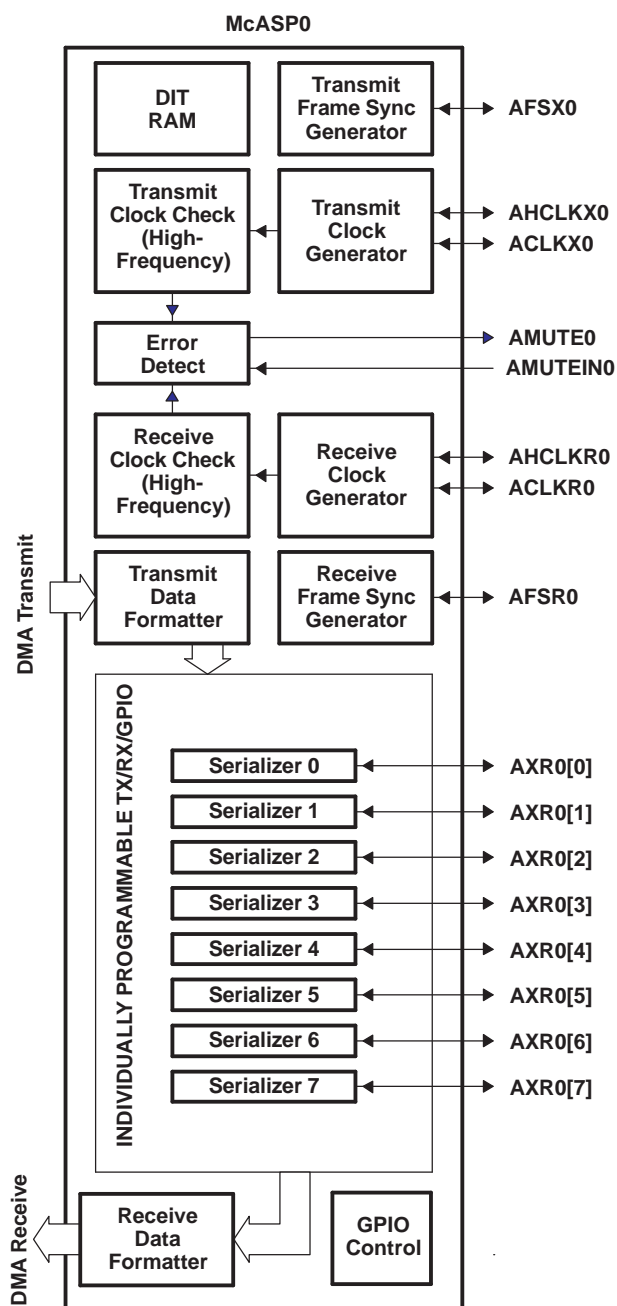 McASP0
DIT
RAM
Transmit
Frame Sync
Generator
AFSX0
Transmit
Clock Check
(High-
Frequency)
Transmit
Clock
Generator
AHCLKX0
ACLKX0
Error
Detect
AMUTE0
AMUTEIN0
Receive
Clock Check
(High-
Frequency)
Receive
Clock
Generator
AHCLKR0
ACLKR0
DMA Transmit
Transmit
Data
Formatter
Receive
Frame Sync
Generator
AFSR0
INDIVIDUALLY PROGRAMMABLE TX/RX/GPIO
Serializer 0
AXR0[0]
Serializer 1
AXR0[1]
Serializer 2
AXR0[2]
Serializer 3
AXR0[3]
Serializer 4
AXR0[4]
Serializer 5
AXR0[5]
Serializer 6
AXR0[6]
Serializer 7
AXR0[7]
DMA Receive
Receive
Data
Formatter
GPIO
Control